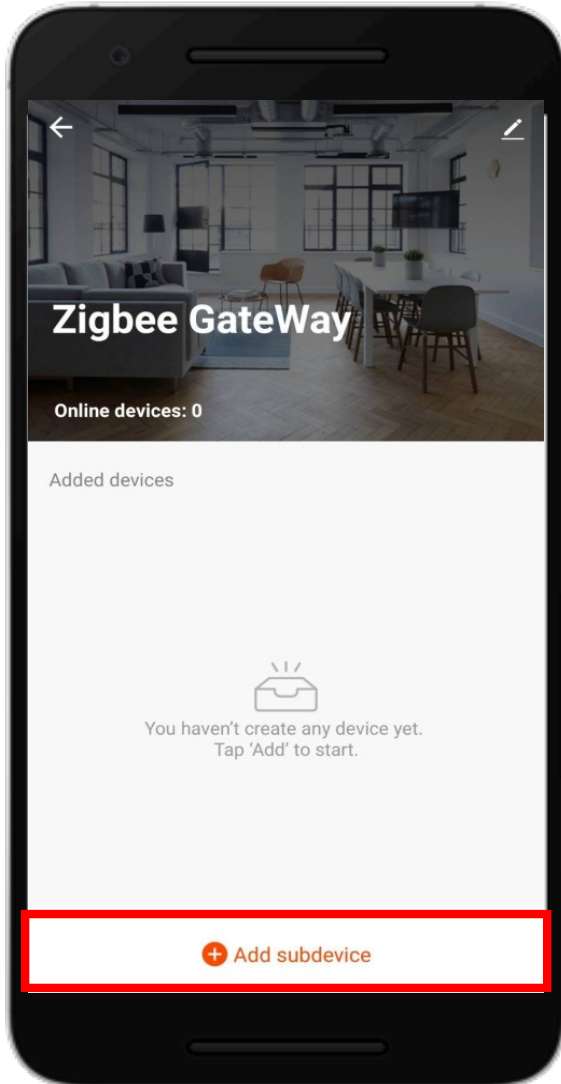 Zigbee GateWay
Online devices: 0
Added devices
You haven't create any device yet.
Tap ‘Add’ to start.
Add subdevice